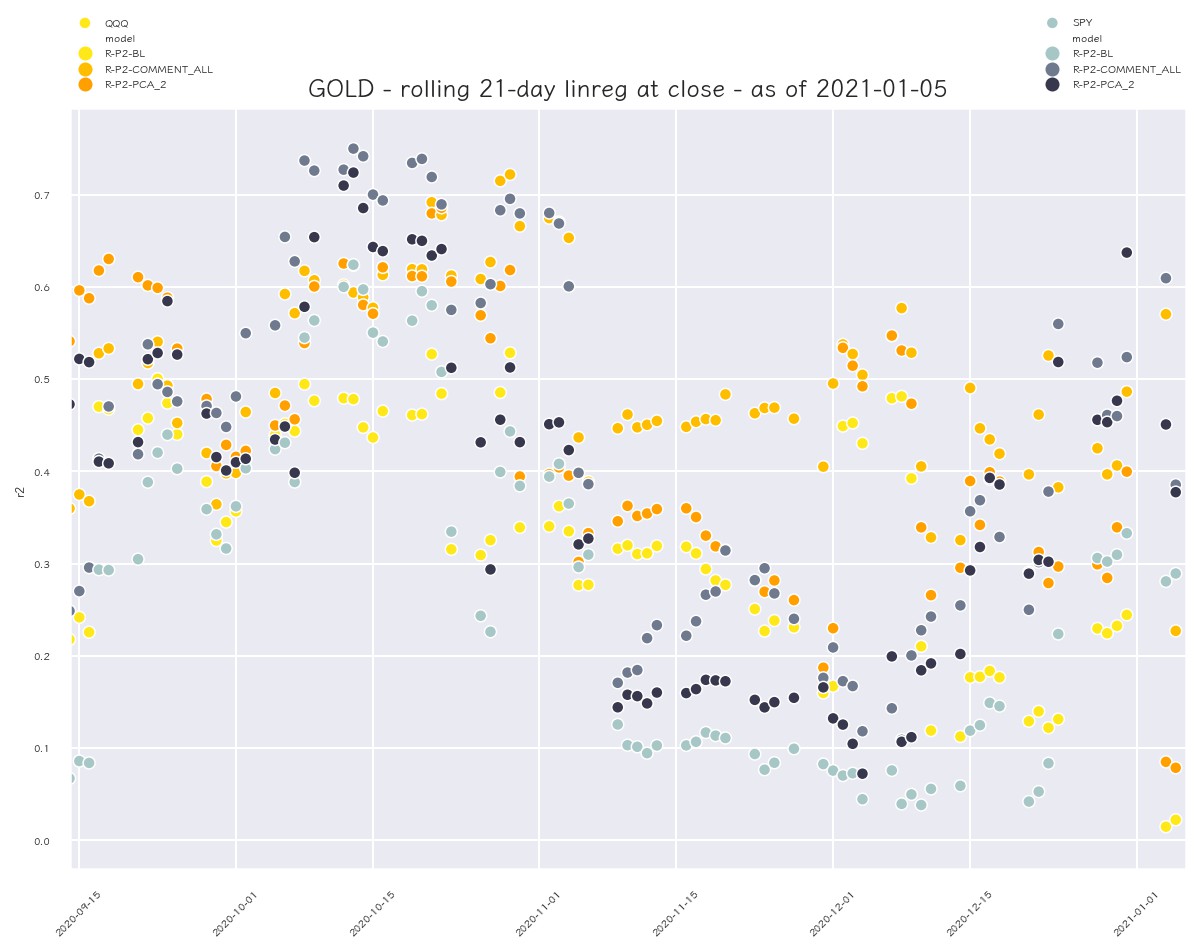 QQQ
model
R-P2-BL
R-P2-COMMENT_ALL
R-P2-PCA_2
SPY
model
R-P2-BL
R-P2-COMMENT_ALL
R-P2-PCA_2
GOLD - rolling 21-day linreg at close - as of 2021-01-05
r2
0.7
0.6
0.5
0.4
0.3
0.2
0.1
0.0
2020-09-15
2020-10-01
2020-10-15
2020-11-01
2020-11-15
2020-12-01
2020-12-15
2021-01-01